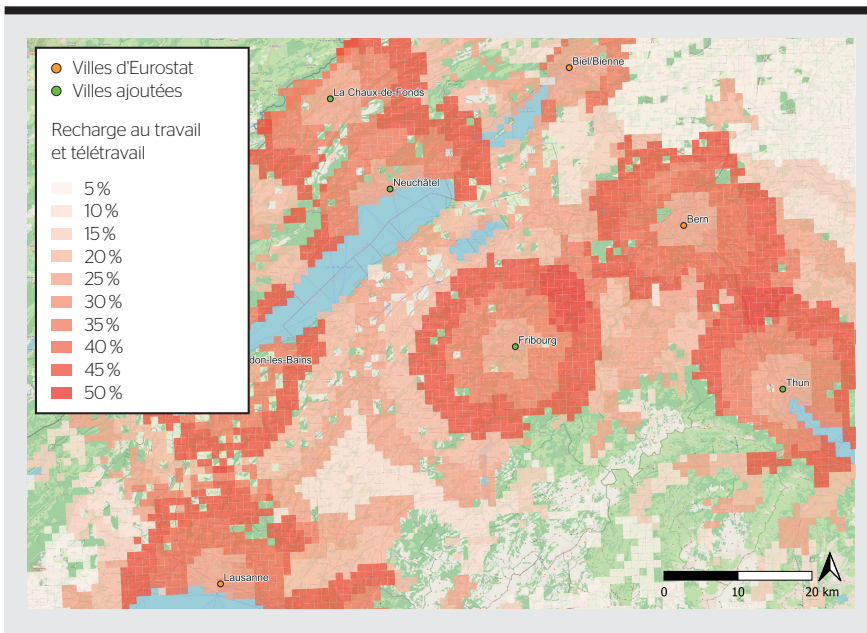 Villes d'Eurostat
Villes ajoutées
Recharge au travail
et télétravail
5 %
10 %
15 %
20 %
25 %
30 %
35 %
40 %
45 %
50 %
Biel/Bienne
La Chaux-de-Fonds
Neuchâtel
Bern
Fribourg
don-les-Bains
Thun
Lausanne
0 10 20 km